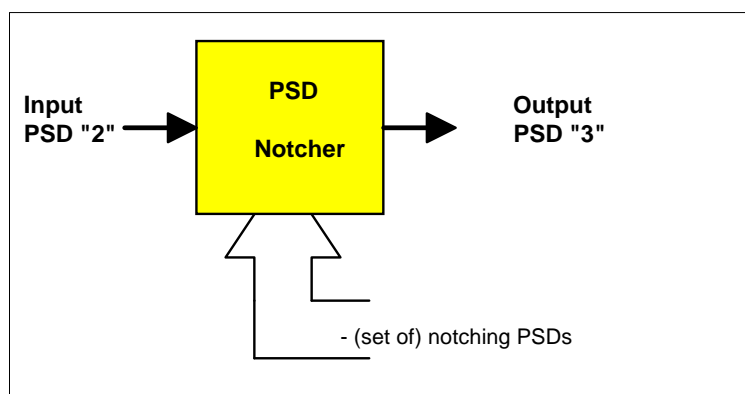 Input
PSD "2"
PSD
Notcher
Output
PSD "3"
- (set of) notching PSDs